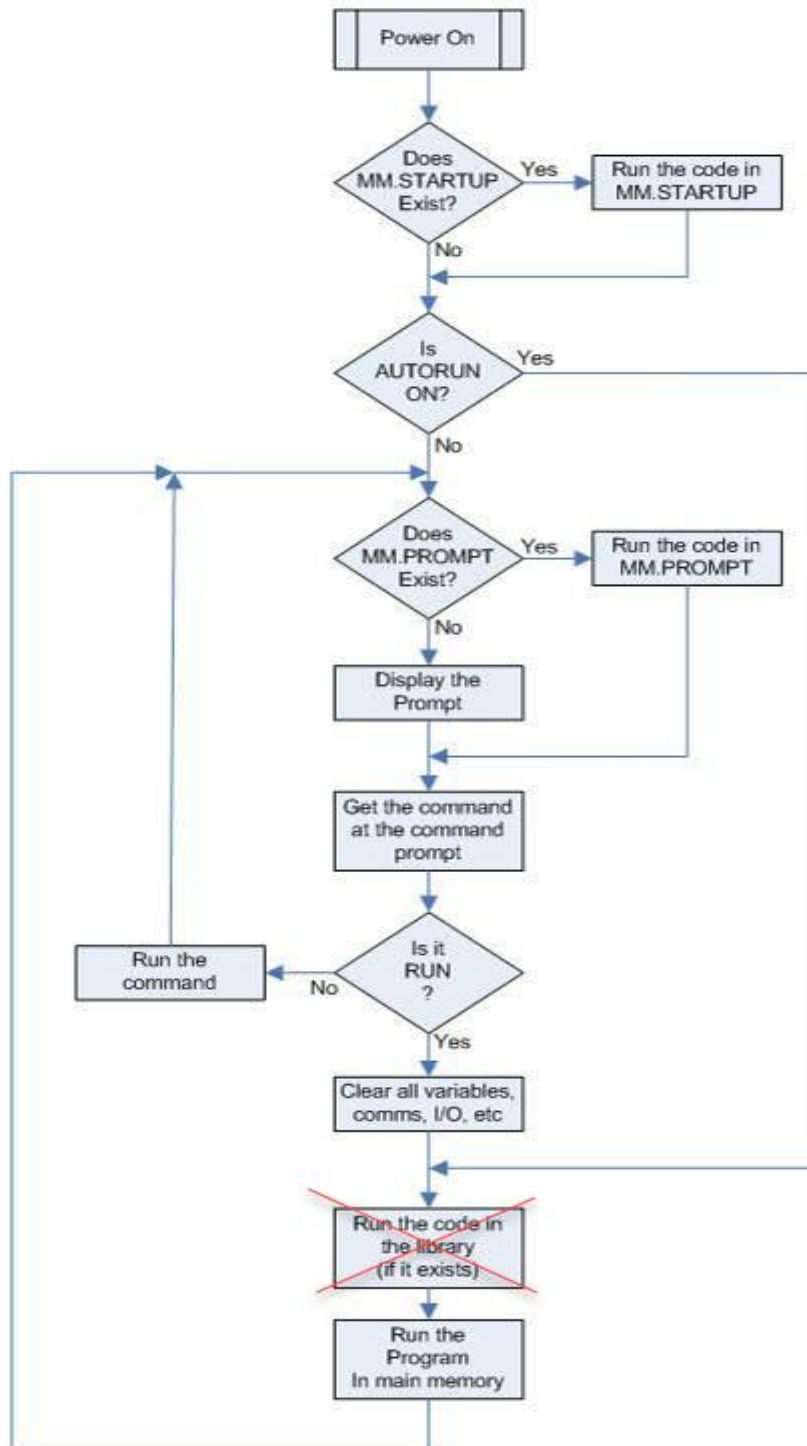 Power On
Does
MM.STARTUP
Exist?
Yes
Run the code in
MM.STARTUP
No
Is
AUTORUN
ON?
Yes
No
Does
MM.PROMPT
Exist?
Yes
Run the code in
MM.PROMPT
No
Display the
Prompt
Get the command
at the command
prompt
Is it
RUN
?
No
Run the
command
Yes
Clear all variables,
comms, I/O, etc
Run the code in
the library
(if it exists)
Run the
Program
In main memory